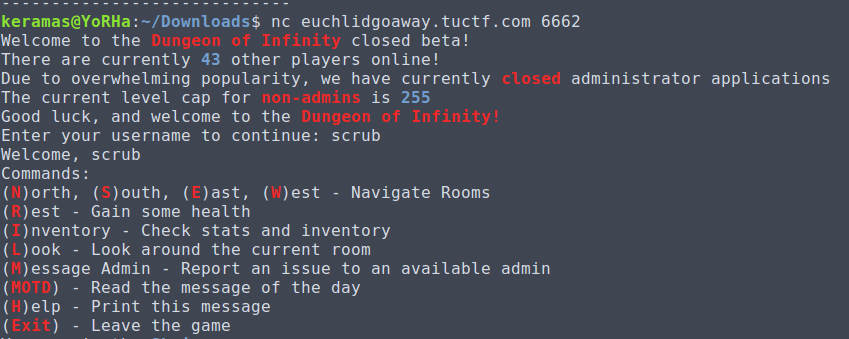 -----------------------------
keramas@YoRHa:~/Downloads$ nc euchlidgoaway.tuctf.com 6662
Welcome to the Dungeon of Infinity closed beta!
There are currently 43 other players online!
Due to overwhelming popularity, we have currently closed administrator applications
The current level cap for non-admins is 255
Good luck, and welcome to the Dungeon of Infinity!
Enter your username to continue: scrub
Welcome, scrub
Commands:
(N)orth, (S)outh, (E)ast, (W)est - Navigate Rooms
(R)est - Gain some health
(I)nventory - Check stats and inventory
(L)ook - Look around the current room
(M)essage Admin - Report an issue to an available admin
(MOTD) - Read the message of the day
(H)elp - Print this message
(Exit) - Leave the game